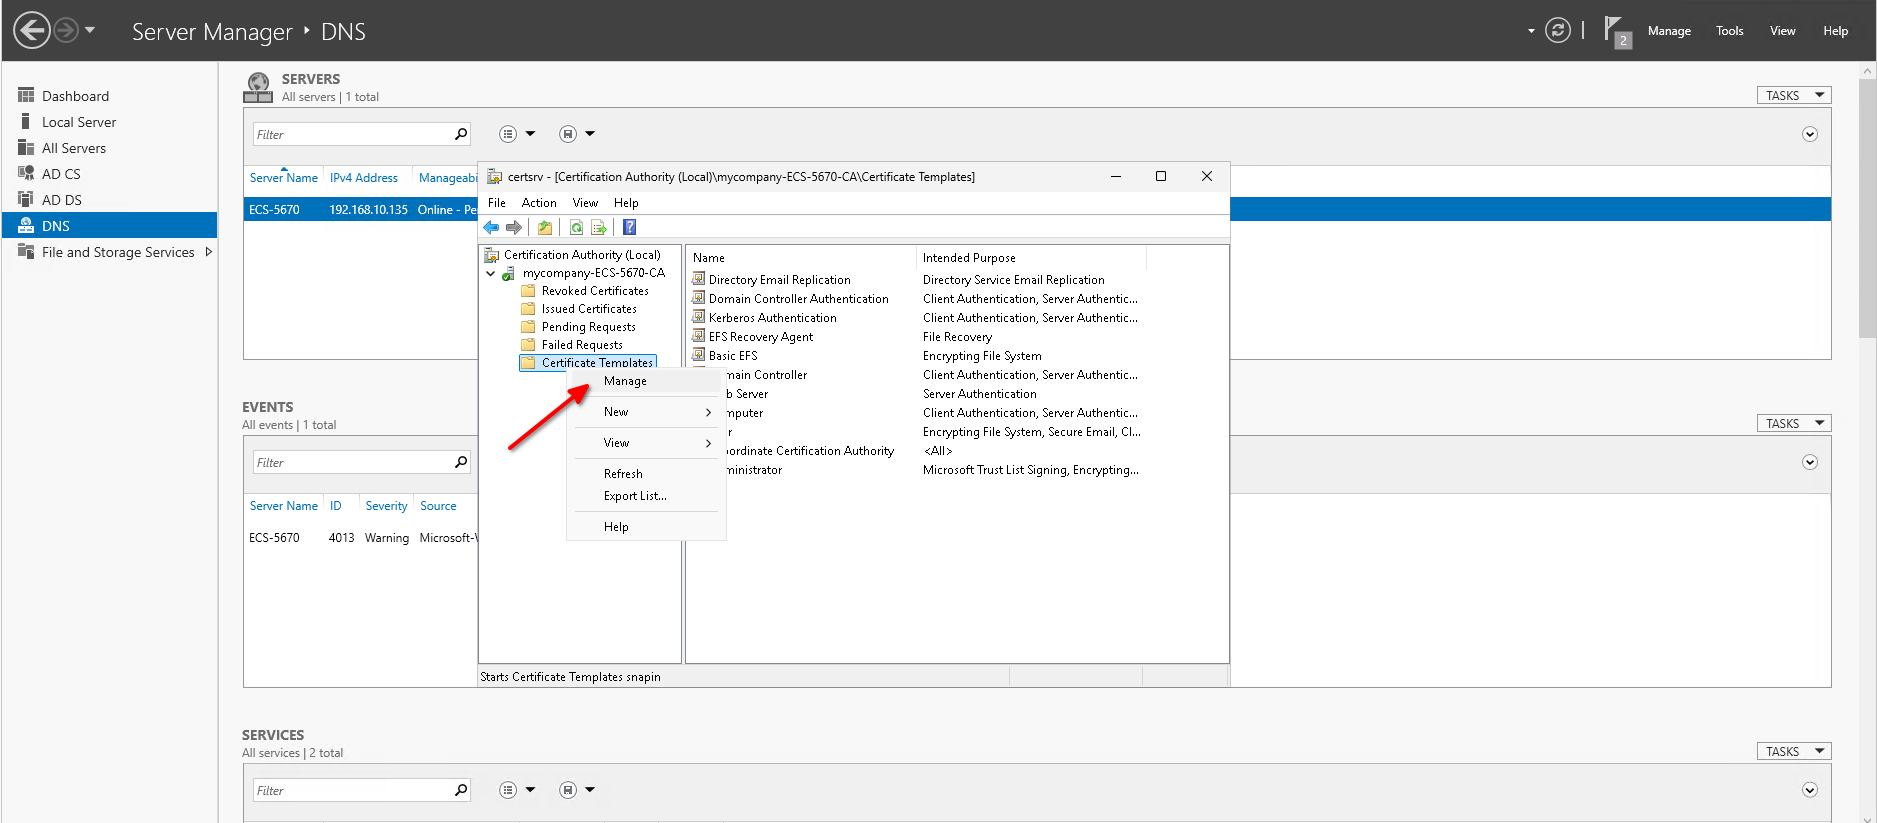 Server Manager ‣ DNS
2
Manage
Tools
View
Help
Dashboard
Local Server
All Servers
AD CS
AD DS
DNS
File and Storage Services
SERVERS
All servers | 1 total
TASKS
Filter
Server Name
IPv4 Address
Manageabi
ECS-5670
192.168.10.135
Online - Pe
certsrv - [Certification Authority (Local)\mycompany-ECS-5670-CA\Certificate Templates]
File
Action
View
Help
Certification Authority (Local)
mycompany-ECS-5670-CA
Revoked Certificates
Issued Certificates
Pending Requests
Failed Requests
Certificate Templates
Manage
New
View
Refresh
Export List...
Help
Name
Intended Purpose
Directory Email Replication
Directory Service Email Replication
Domain Controller Authentication
Client Authentication, Server Authentic...
Kerberos Authentication
Client Authentication, Server Authentic...
EFS Recovery Agent
File Recovery
Basic EFS
Encrypting File System
main Controller
Client Authentication, Server Authentic...
b Server
Server Authentication
mputer
Client Authentication, Server Authentic...
r
Encrypting File System, Secure Email, Cl...
ordinate Certification Authority
<All>
ministrator
Microsoft Trust List Signing, Encrypting...
Starts Certificate Templates snapin
EVENTS
All events | 1 total
TASKS
Filter
Server Name
ID
Severity
Source
ECS-5670
4013
Warning
Microsoft-W
SERVICES
All services | 2 total
TASKS
Filter